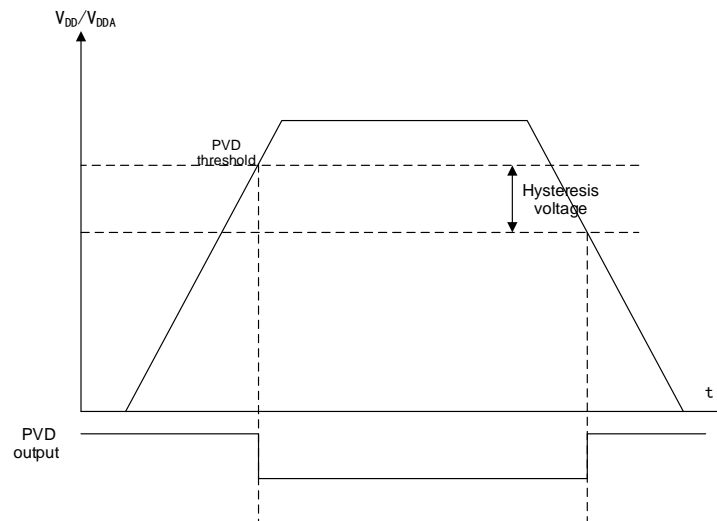 VDD/VDDA
PVD
threshold
Hysteresis
voltage
t
PVD
output